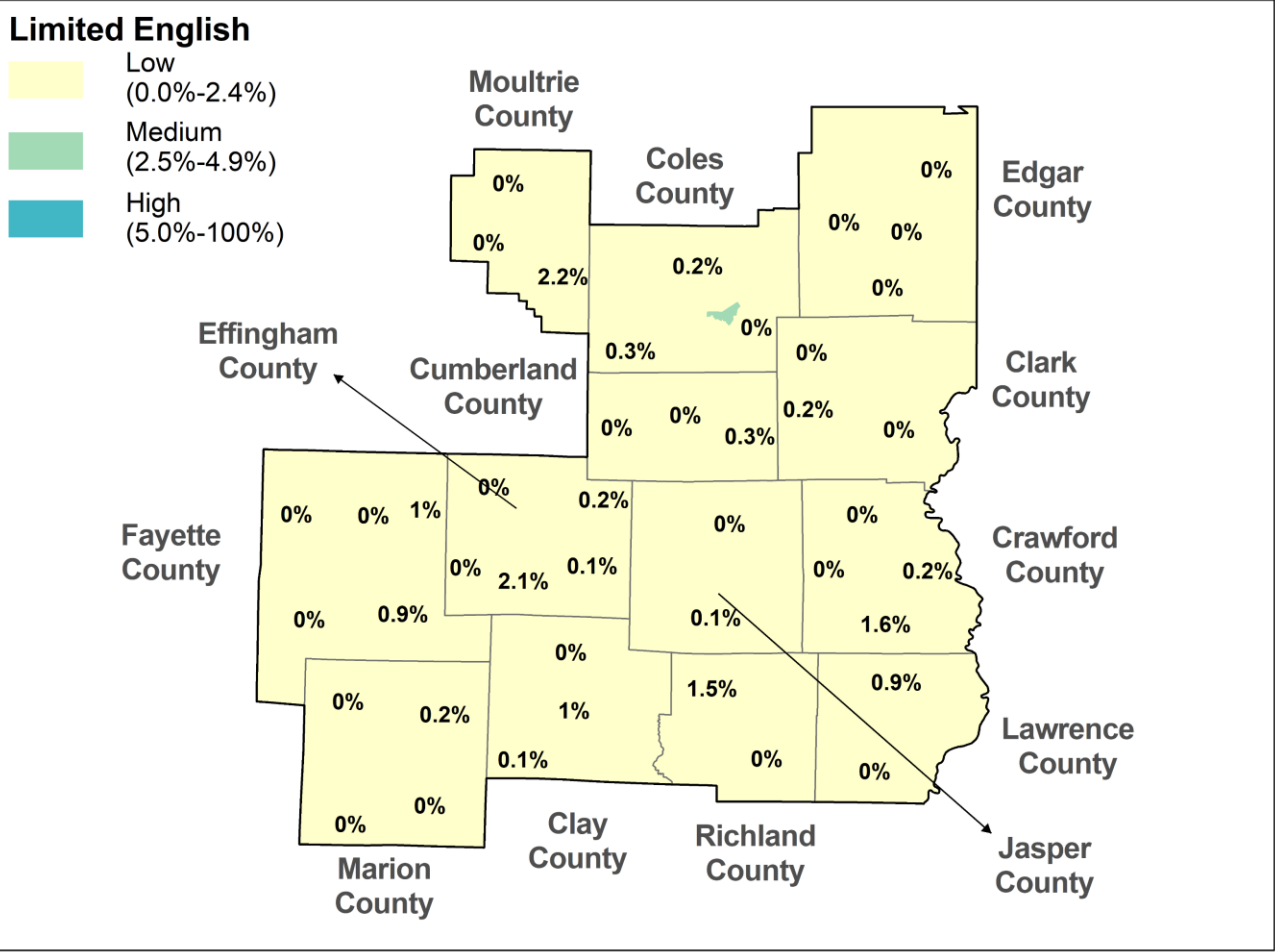 Limited English
Low
(0.0%-2.4%)
Medium
(2.5%-4.9%)
High
(5.0%-100%)
Moultrie
County
Coles
County
Edgar
County
0%
0%
2.2%
0.2%
0%
0.3%
0%
0%
0%
0%
Effingham
County
Cumberland
County
Clark
County
0%
0%
0.3%
0%
0.2%
0%
Fayette
County
0%
0%
1%
0%
0.9%
0%
0.2%
0%
2.1%
0.1%
0%
0.1%
0%
0%
0.2%
1.6%
Crawford
County
0%
0.2%
0%
0%
0%
1%
0.1%
1.5%
0%
0.9%
0%
Lawrence
County
Marion
County
Clay
County
Richland
County
Jasper
County